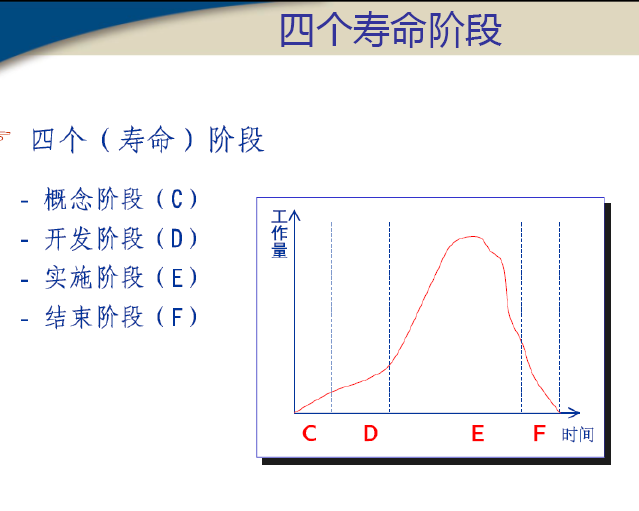 四个寿命阶段
四个（寿命）阶段
- 概念阶段（C）
- 开发阶段（D）
- 实施阶段（E）
- 结束阶段（F）
工作量
C D E F 时间